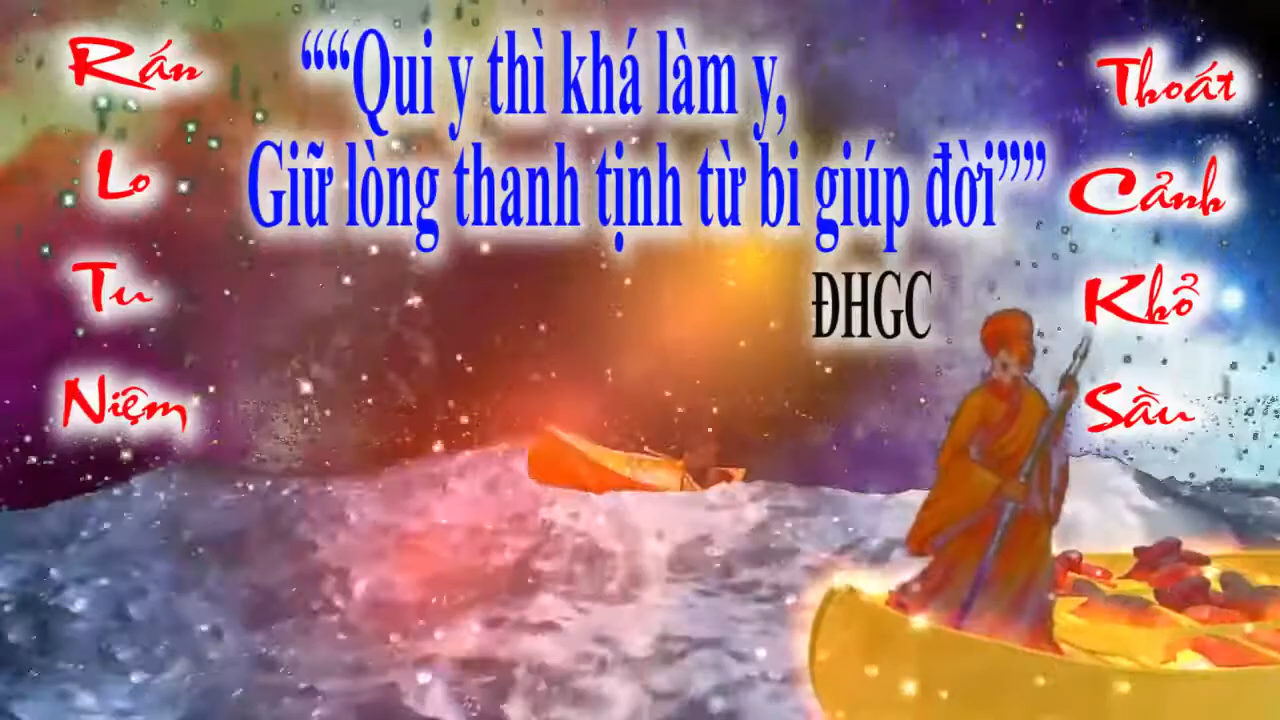 ““Qui y thì khá làm y,
Giữ lòng thanh tịnh từ bi giúp đời””
ĐHGC
Rấn
Lo
Tu
Niệm
Thoát
Cảnh
Khổ
Sầu